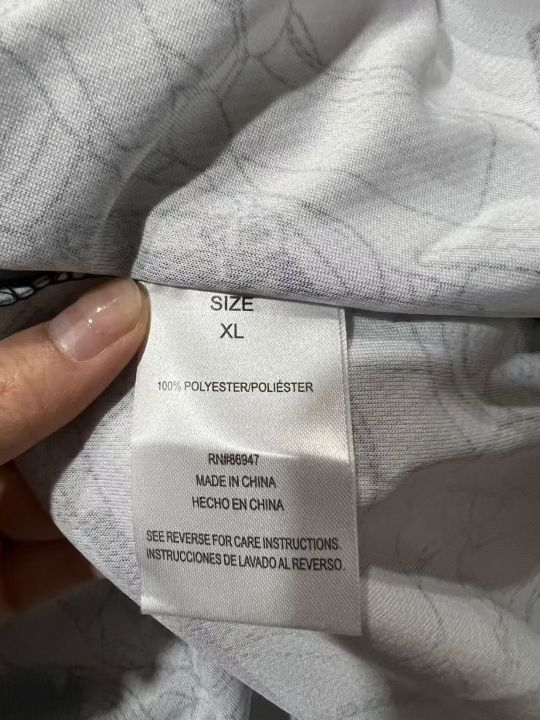 SIZE
XL
100% POLYESTER/POLIÉSTER
RN#86947
MADE IN CHINA
HECHO EN CHINA
SEE REVERSE FOR CARE INSTRUCTIONS.
INSTRUCCIONES DE LAVADO AL REVERSO.